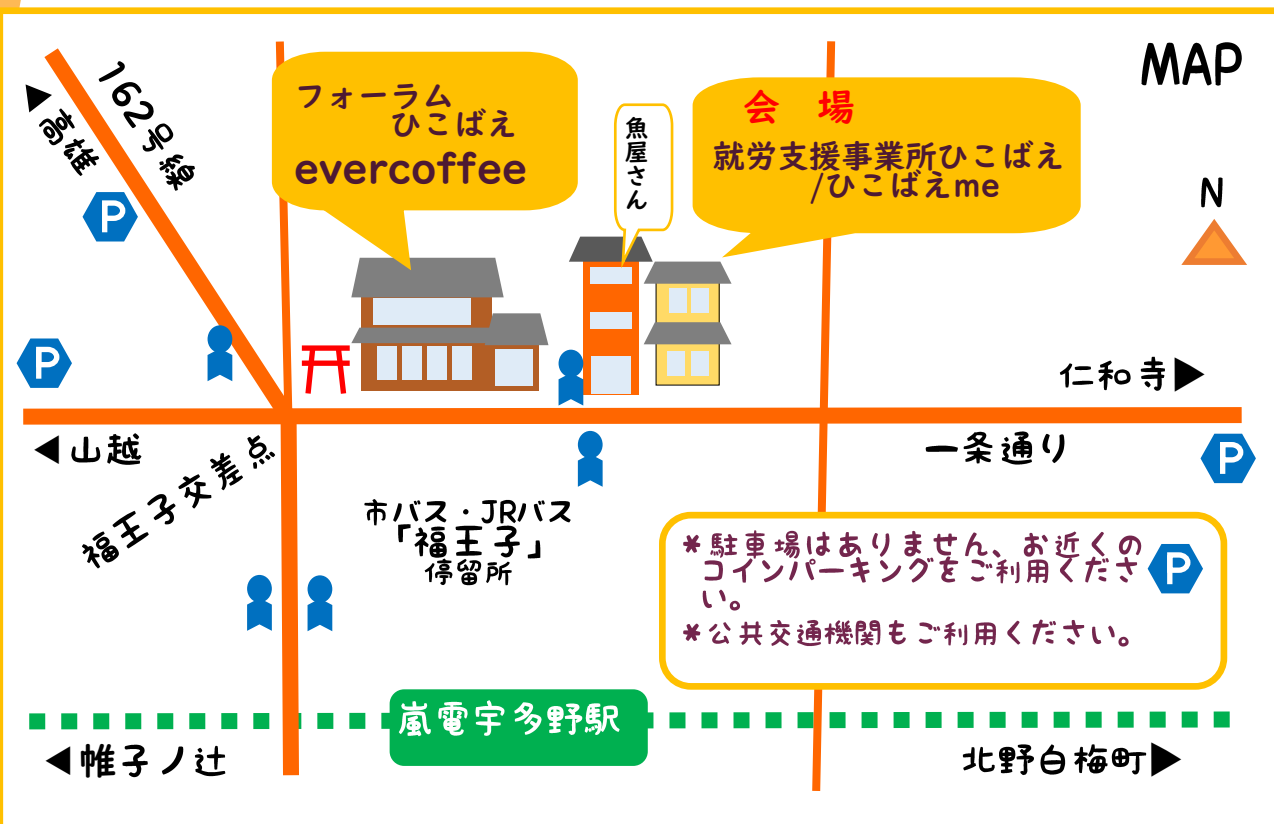 MAP
162号線
◀高雄
フォーラム
ひこばえ
evercoffee
魚屋さん
会 場
就労支援事業所ひこばえ
/ひこばえme
N
P
P
仁和寺▶
◀山越
一条通り
P
福王子交差点
市バス・JRバス
「福王子」
停留所
*駐車場はありません、お近くの
コインパーキングをご利用くださ
い。
P
*公共交通機関もご利用ください。
嵐電宇多野駅
◀帷子ノ辻
北野白梅町▶